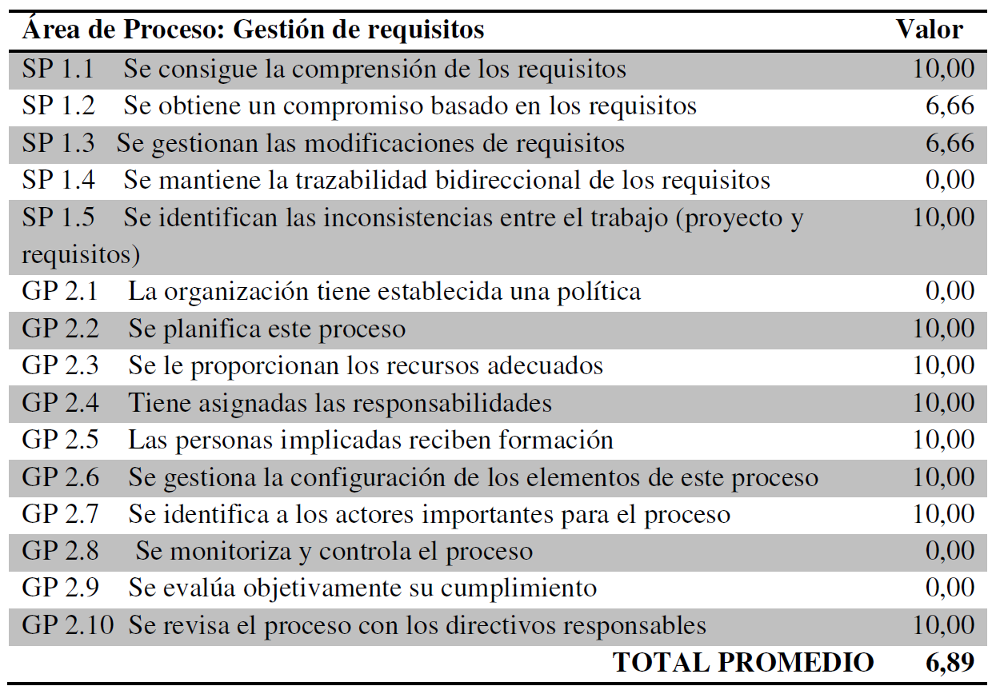 Área de Proceso: Gestión de requisitos Valor
SP 1.1 Se consigue la comprensión de los requisitos 10,00
SP 1.2 Se obtiene un compromiso basado en los requisitos 6,66
SP 1.3 Se gestionan las modificaciones de requisitos 6,66
SP 1.4 Se mantiene la trazabilidad bidireccional de los requisitos 0,00
SP 1.5 Se identifican las inconsistencias entre el trabajo (proyecto y 10,00
requisitos)
GP 2.1 La organización tiene establecida una política 0,00
GP 2.2 Se planifica este proceso 10,00
GP 2.3 Se le proporcionan los recursos adecuados 10,00
GP 2.4 Tiene asignadas las responsabilidades 10,00
GP 2.5 Las personas implicadas reciben formación 10,00
GP 2.6 Se gestiona la configuración de los elementos de este proceso 10,00
GP 2.7 Se identifica a los actores importantes para el proceso 10,00
GP 2.8 Se monitoriza y controla el proceso 0,00
GP 2.9 Se evalúa objetivamente su cumplimiento 0,00
GP 2.10 Se revisa el proceso con los directivos responsables 10,00
TOTAL PROMEDIO 6,89